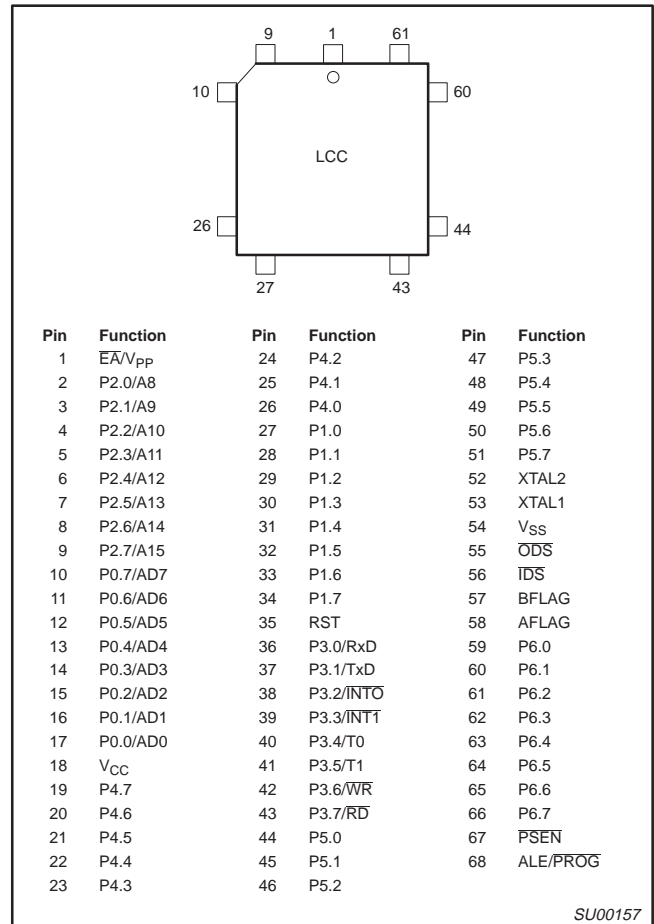 9 1 61
10 60
LCC
26 44
27 43
Pin Function Pin Function Pin Function
1 E̅A̅/VPP 24 P4.2 47 P5.3
2 P2.0/A8 25 P4.1 48 P5.4
3 P2.1/A9 26 P4.0 49 P5.5
4 P2.2/A10 27 P1.0 50 P5.6
5 P2.3/A11 28 P1.1 51 P5.7
6 P2.4/A12 29 P1.2 52 XTAL2
7 P2.5/A13 30 P1.3 53 XTAL1
8 P2.6/A14 31 P1.4 54 VSS
9 P2.7/A15 32 P1.5 55 O̅D̅S̅
10 P0.7/AD7 33 P1.6 56 I̅D̅S̅
11 P0.6/AD6 34 P1.7 57 BFLAG
12 P0.5/AD5 35 RST 58 AFLAG
13 P0.4/AD4 36 P3.0/RxD 59 P6.0
14 P0.3/AD3 37 P3.1/TxD 60 P6.1
15 P0.2/AD2 38 P3.2/I̅N̅T̅O̅ 61 P6.2
16 P0.1/AD1 39 P3.3/I̅N̅T̅1̅ 62 P6.3
17 P0.0/AD0 40 P3.4/T0 63 P6.4
18 VCC 41 P3.5/T1 64 P6.5
19 P4.7 42 P3.6/W̅R̅ 65 P6.6
20 P4.6 43 P3.7/R̅D̅ 66 P6.7
21 P4.5 44 P5.0 67 P̅S̅E̅N̅
22 P4.4 45 P5.1 68 ALE/P̅R̅O̅G̅
23 P4.3 46 P5.2
SU00157